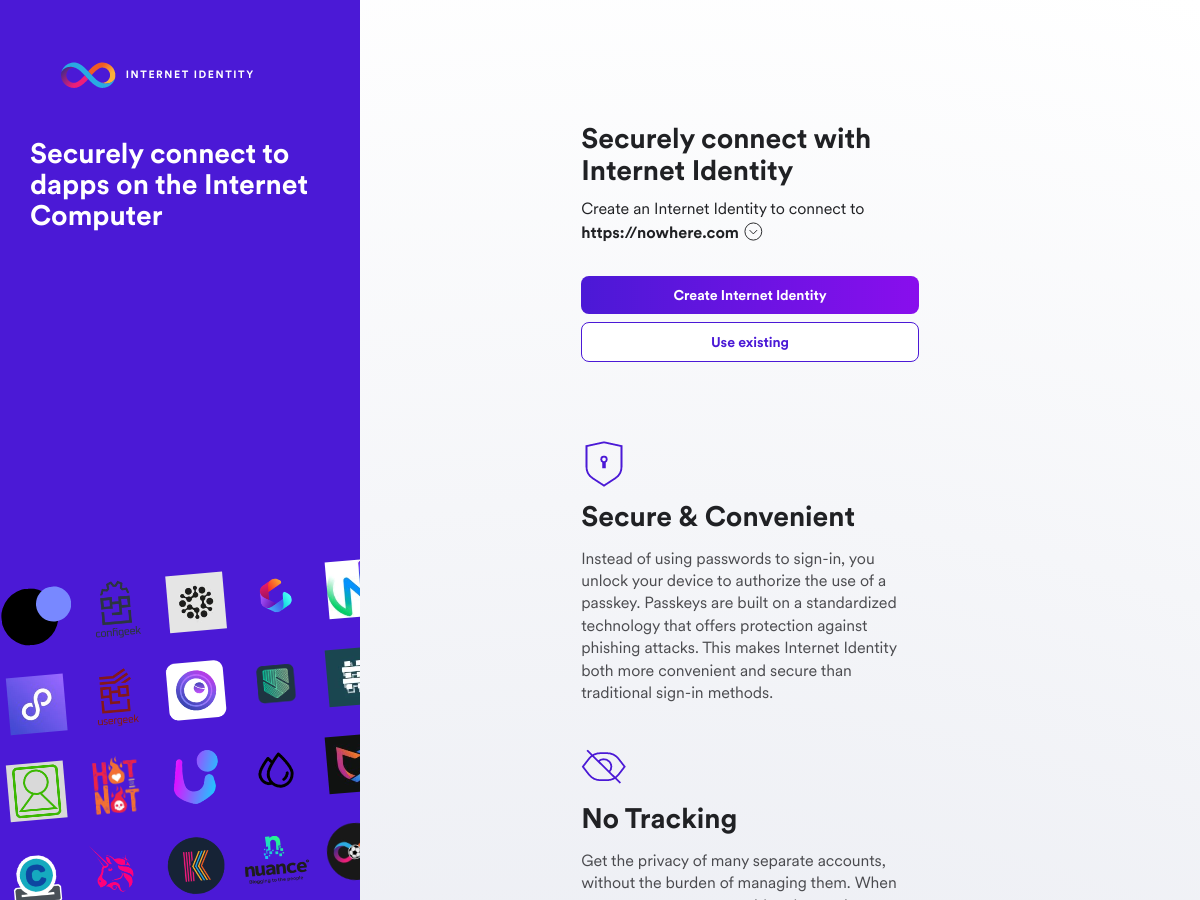 INTERNET IDENTITY
Securely connect to
dapps on the Internet
Computer
HOT
NOT
C
nuance
Securely connect with
Internet Identity
Create an Internet Identity to connect to
https://nowhere.com
Create Internet Identity
Use existing
Secure & Convenient
Instead of using passwords to sign-in, you
unlock your device to authorize the use of a
passkey. Passkeys are built on a standardized
technology that offers protection against
phishing attacks. This makes Internet Identity
both more convenient and secure than
traditional sign-in methods.
No Tracking
Get the privacy of many separate accounts,
without the burden of managing them. When